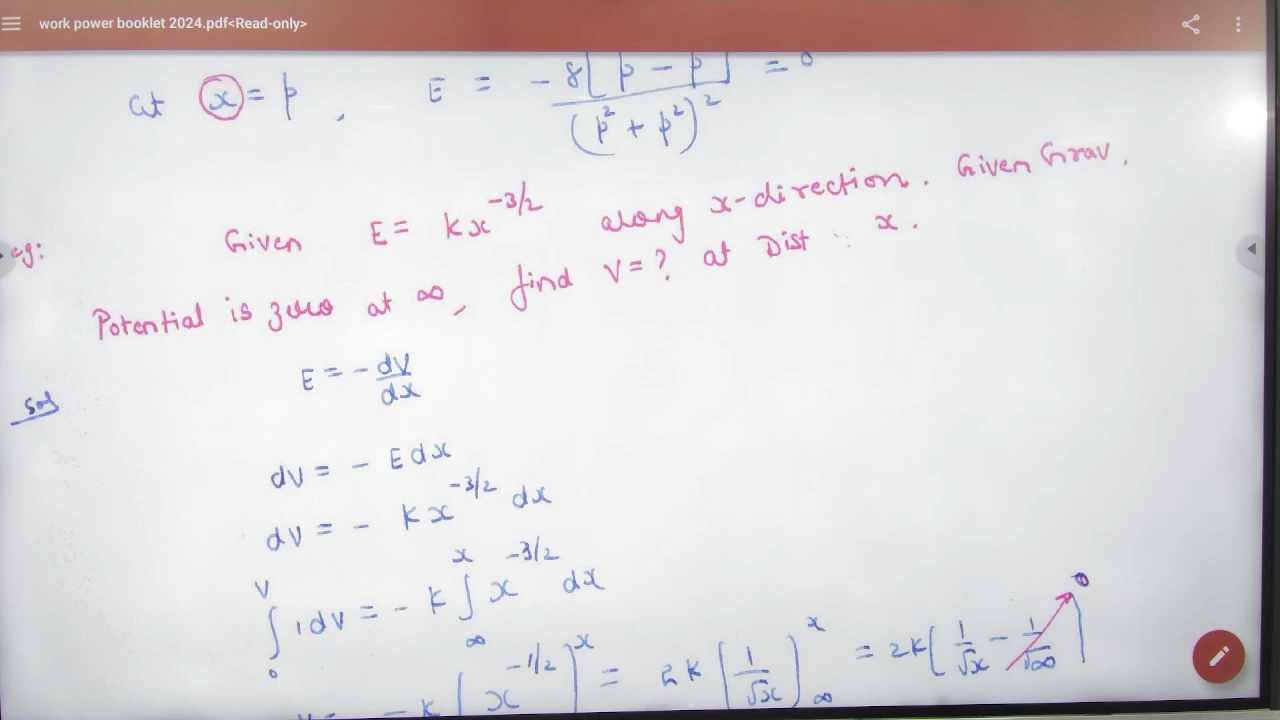 work power booklet 2024.pdf<Read-only>
at x = p , E = - 8[ p - p ] / (p² + p²)² = 0
eg: Given E = kx^-3/2 along x-direction. Given Grav.
Potential is zero at ∞, find V = ? at Dist x.
Sol E = - dV/dx
dV = - E dx
dV = - k x^-3/2 dx
∫₀^V 1 dV = - k ∫_∞^x x^-3/2 dx
- k [ x^-1/2 ]^x = 2k [ 1/√x ]_∞^x = 2k [ 1/√x - 1/√∞ ] 0